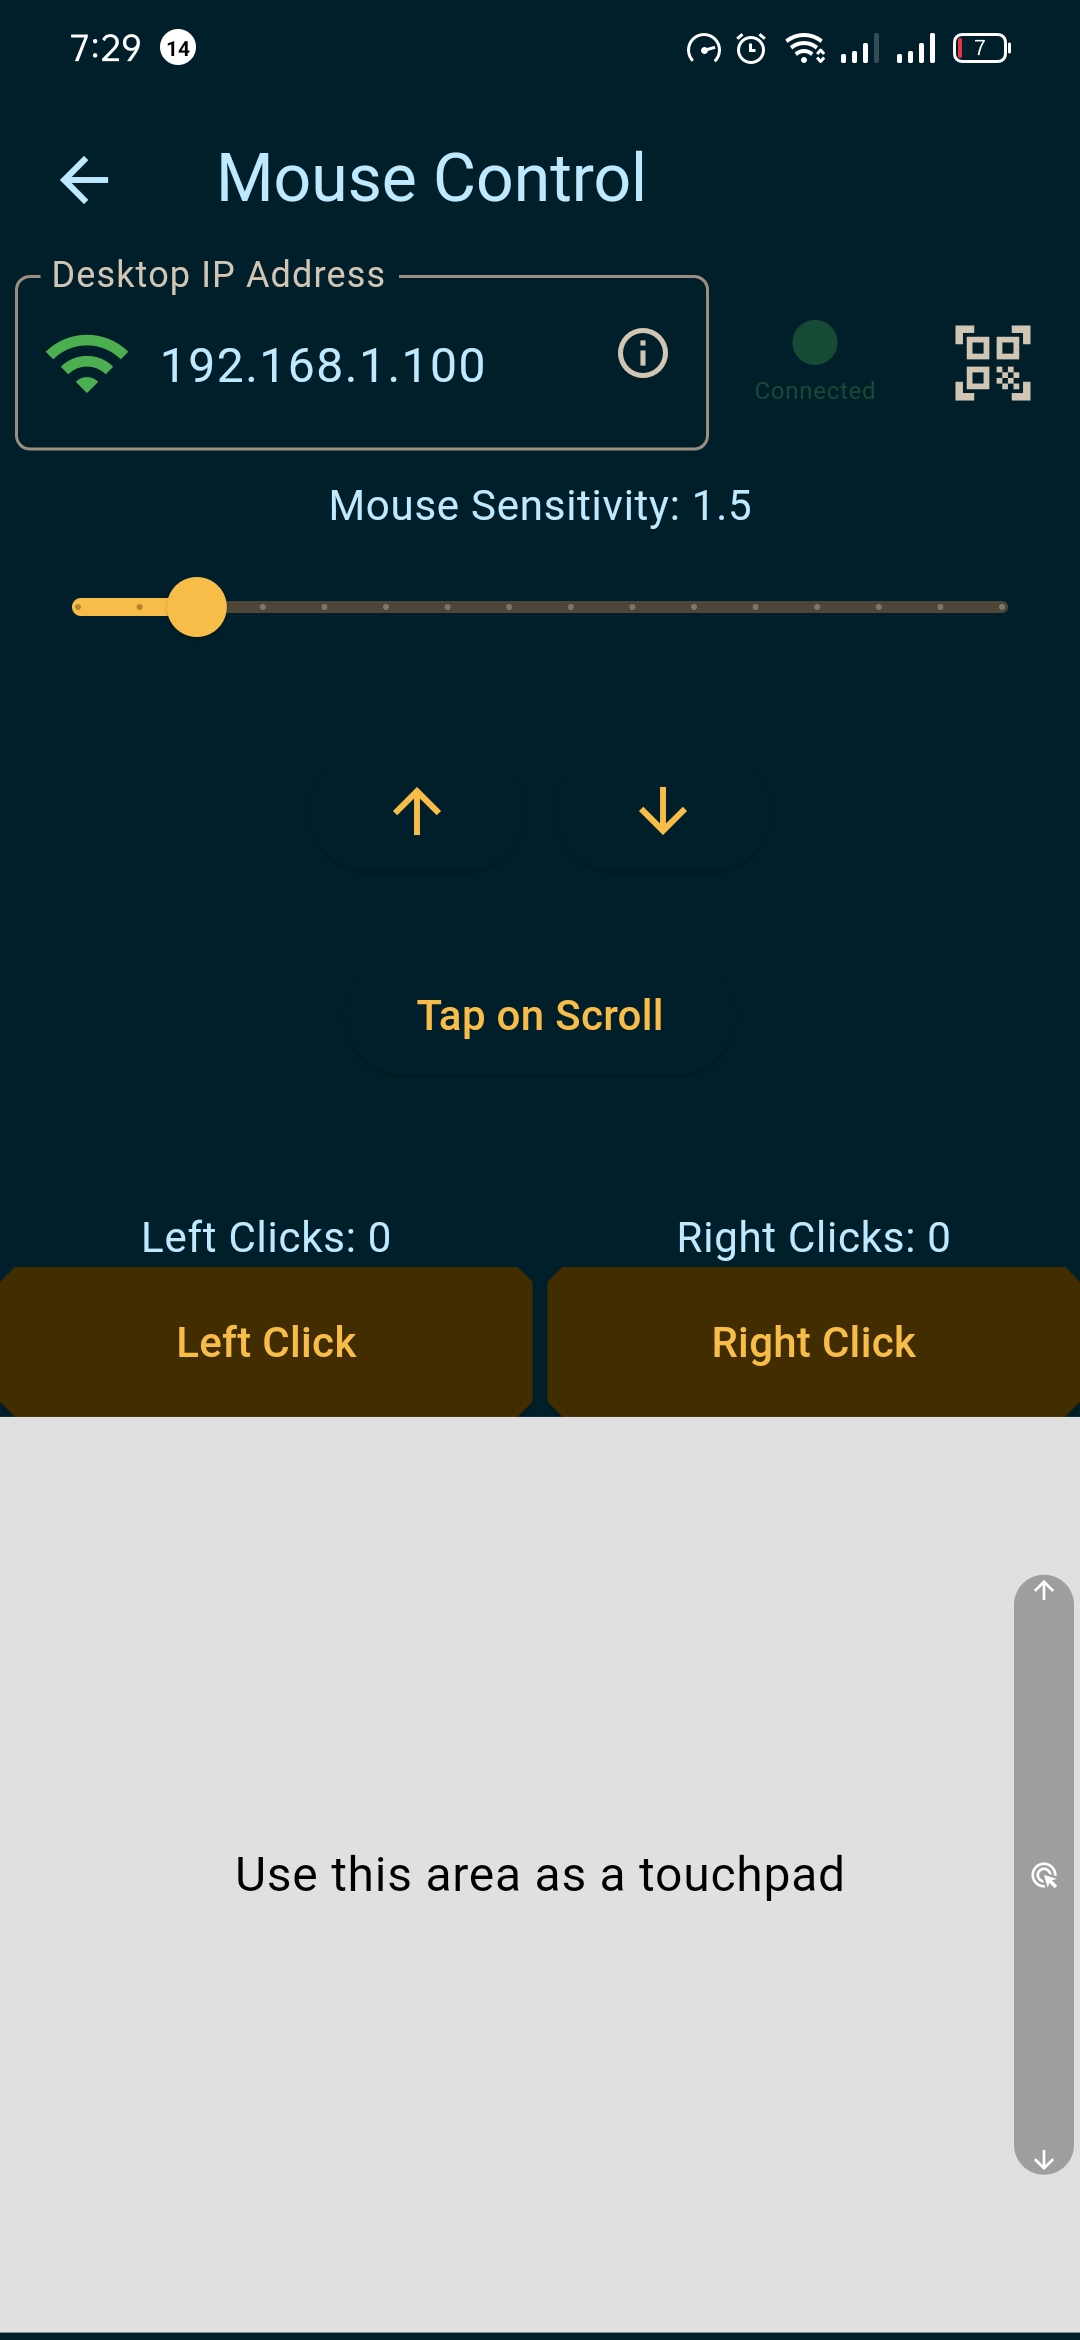 7:29 14 7
Mouse Control
Desktop IP Address
192.168.1.100
Connected
Mouse Sensitivity: 1.5
Tap on Scroll
Left Clicks: 0 Right Clicks: 0
Left Click Right Click
Use this area as a touchpad